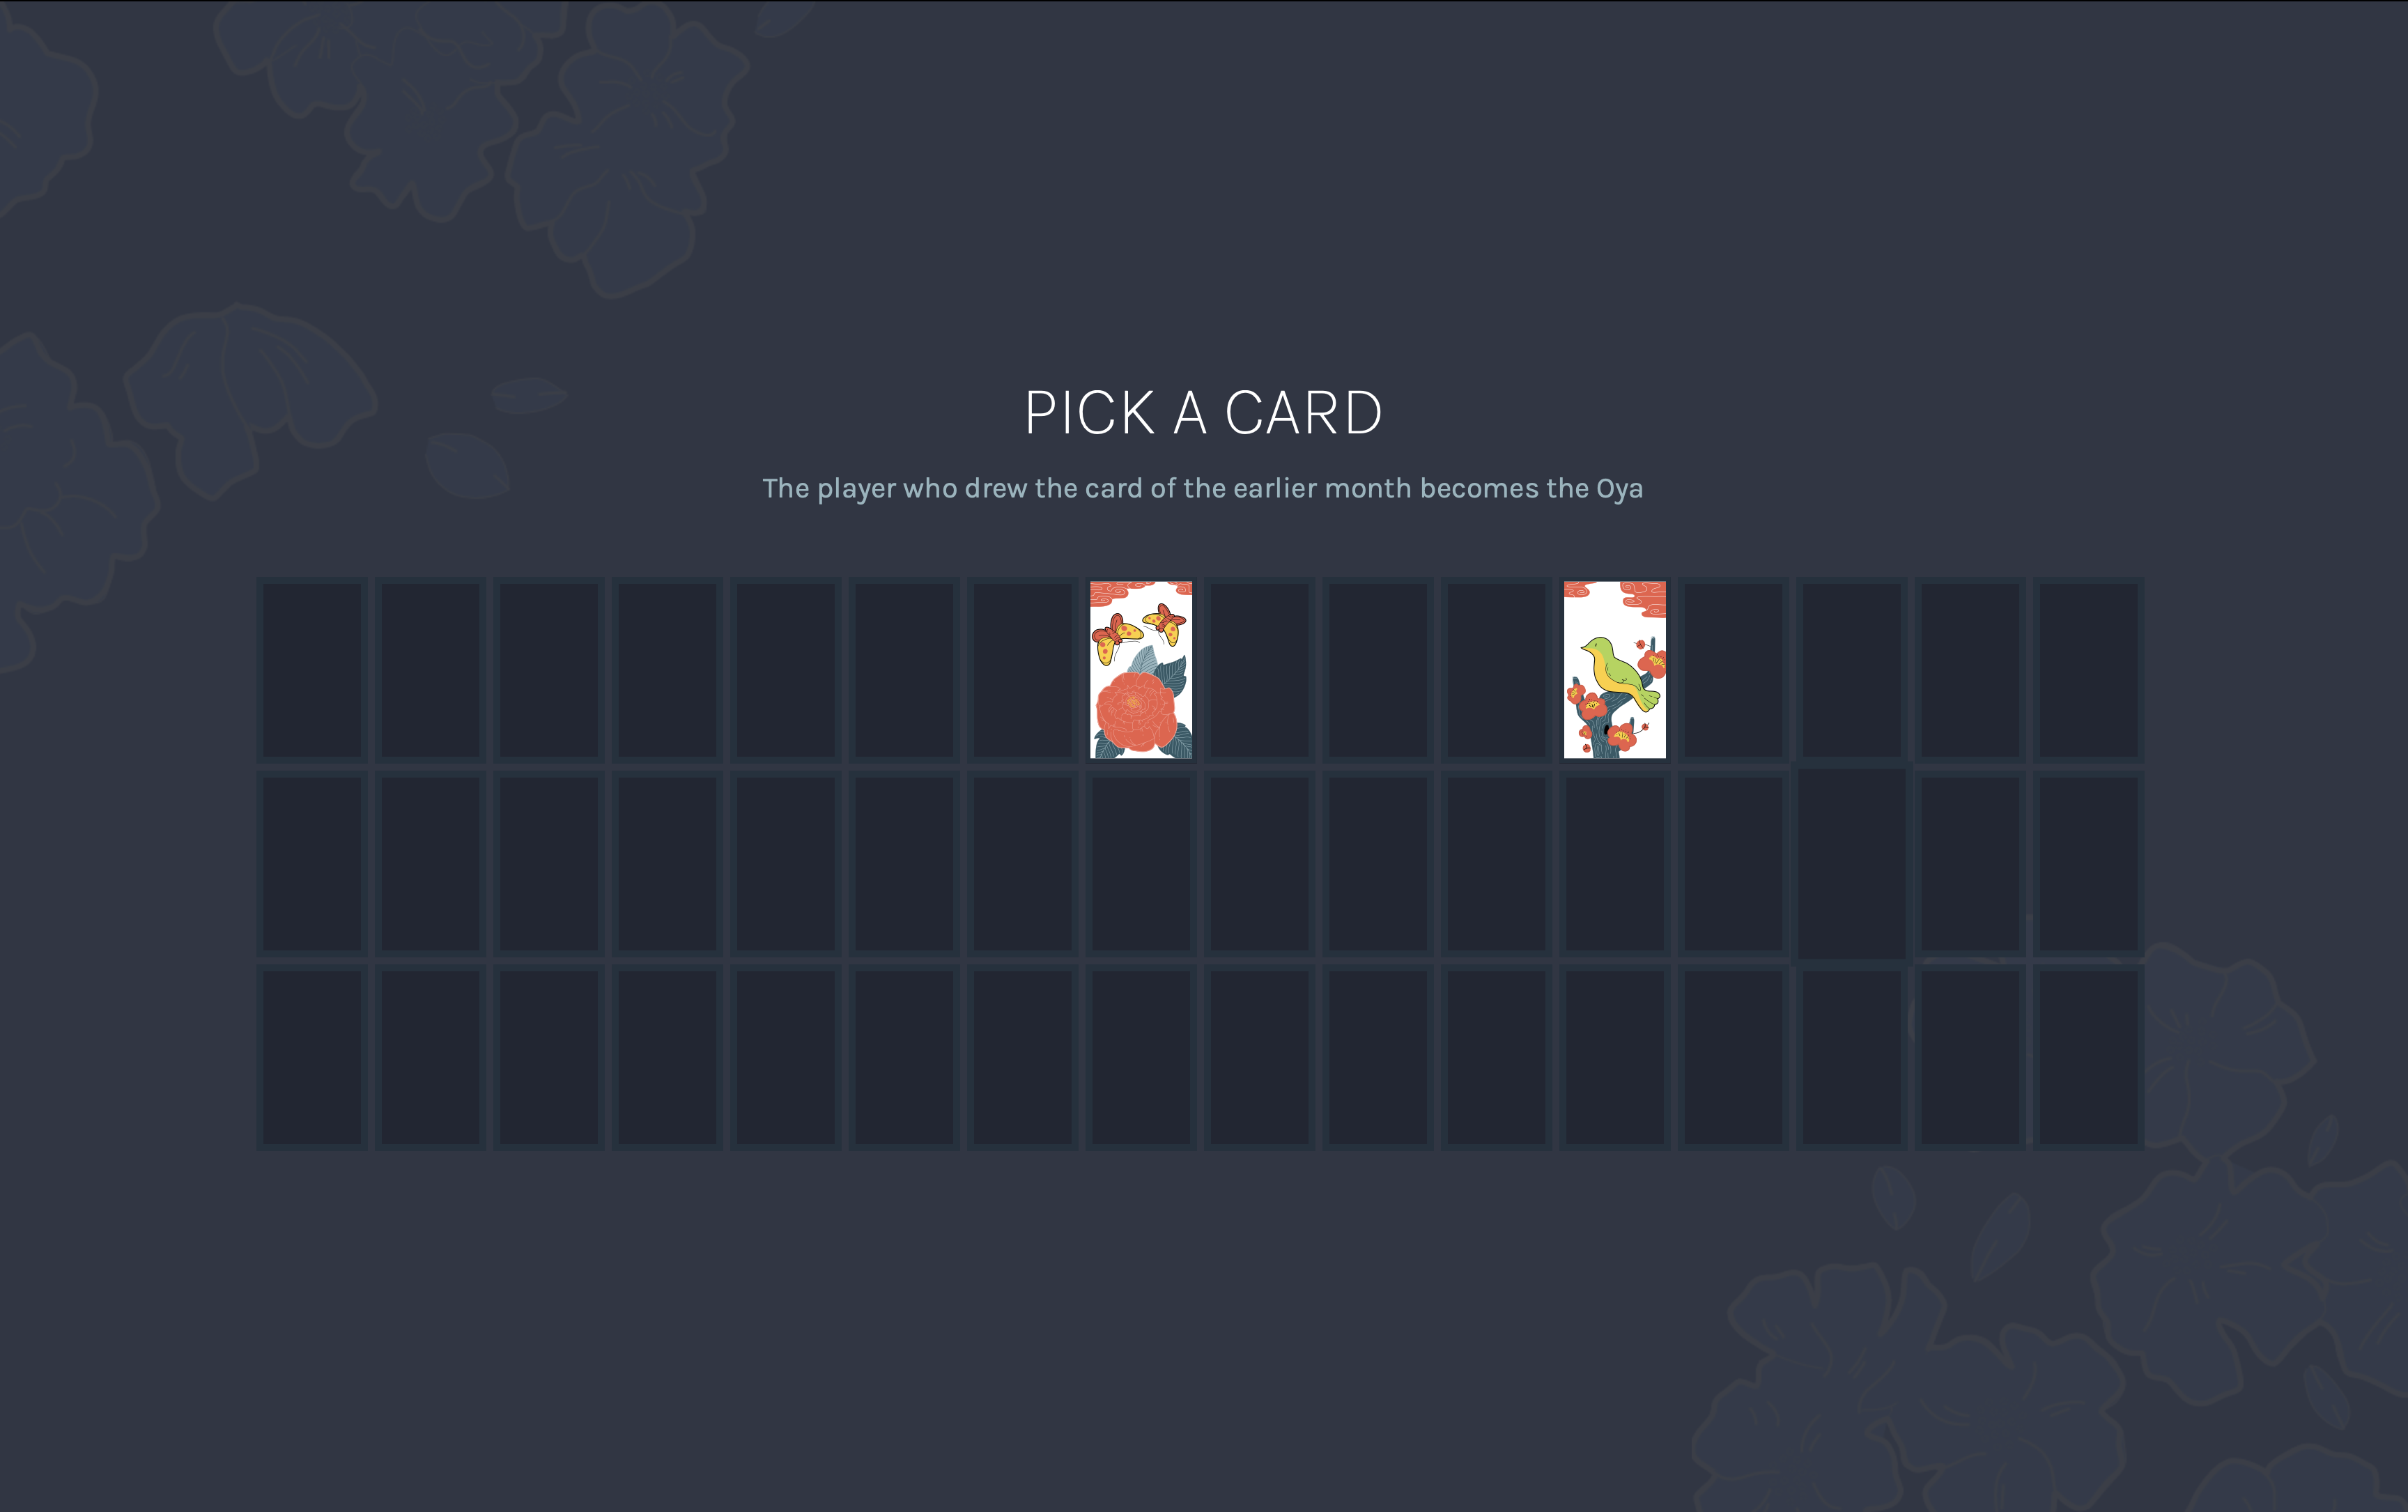 PICK A CARD
The player who drew the card of the earlier month becomes the Oya